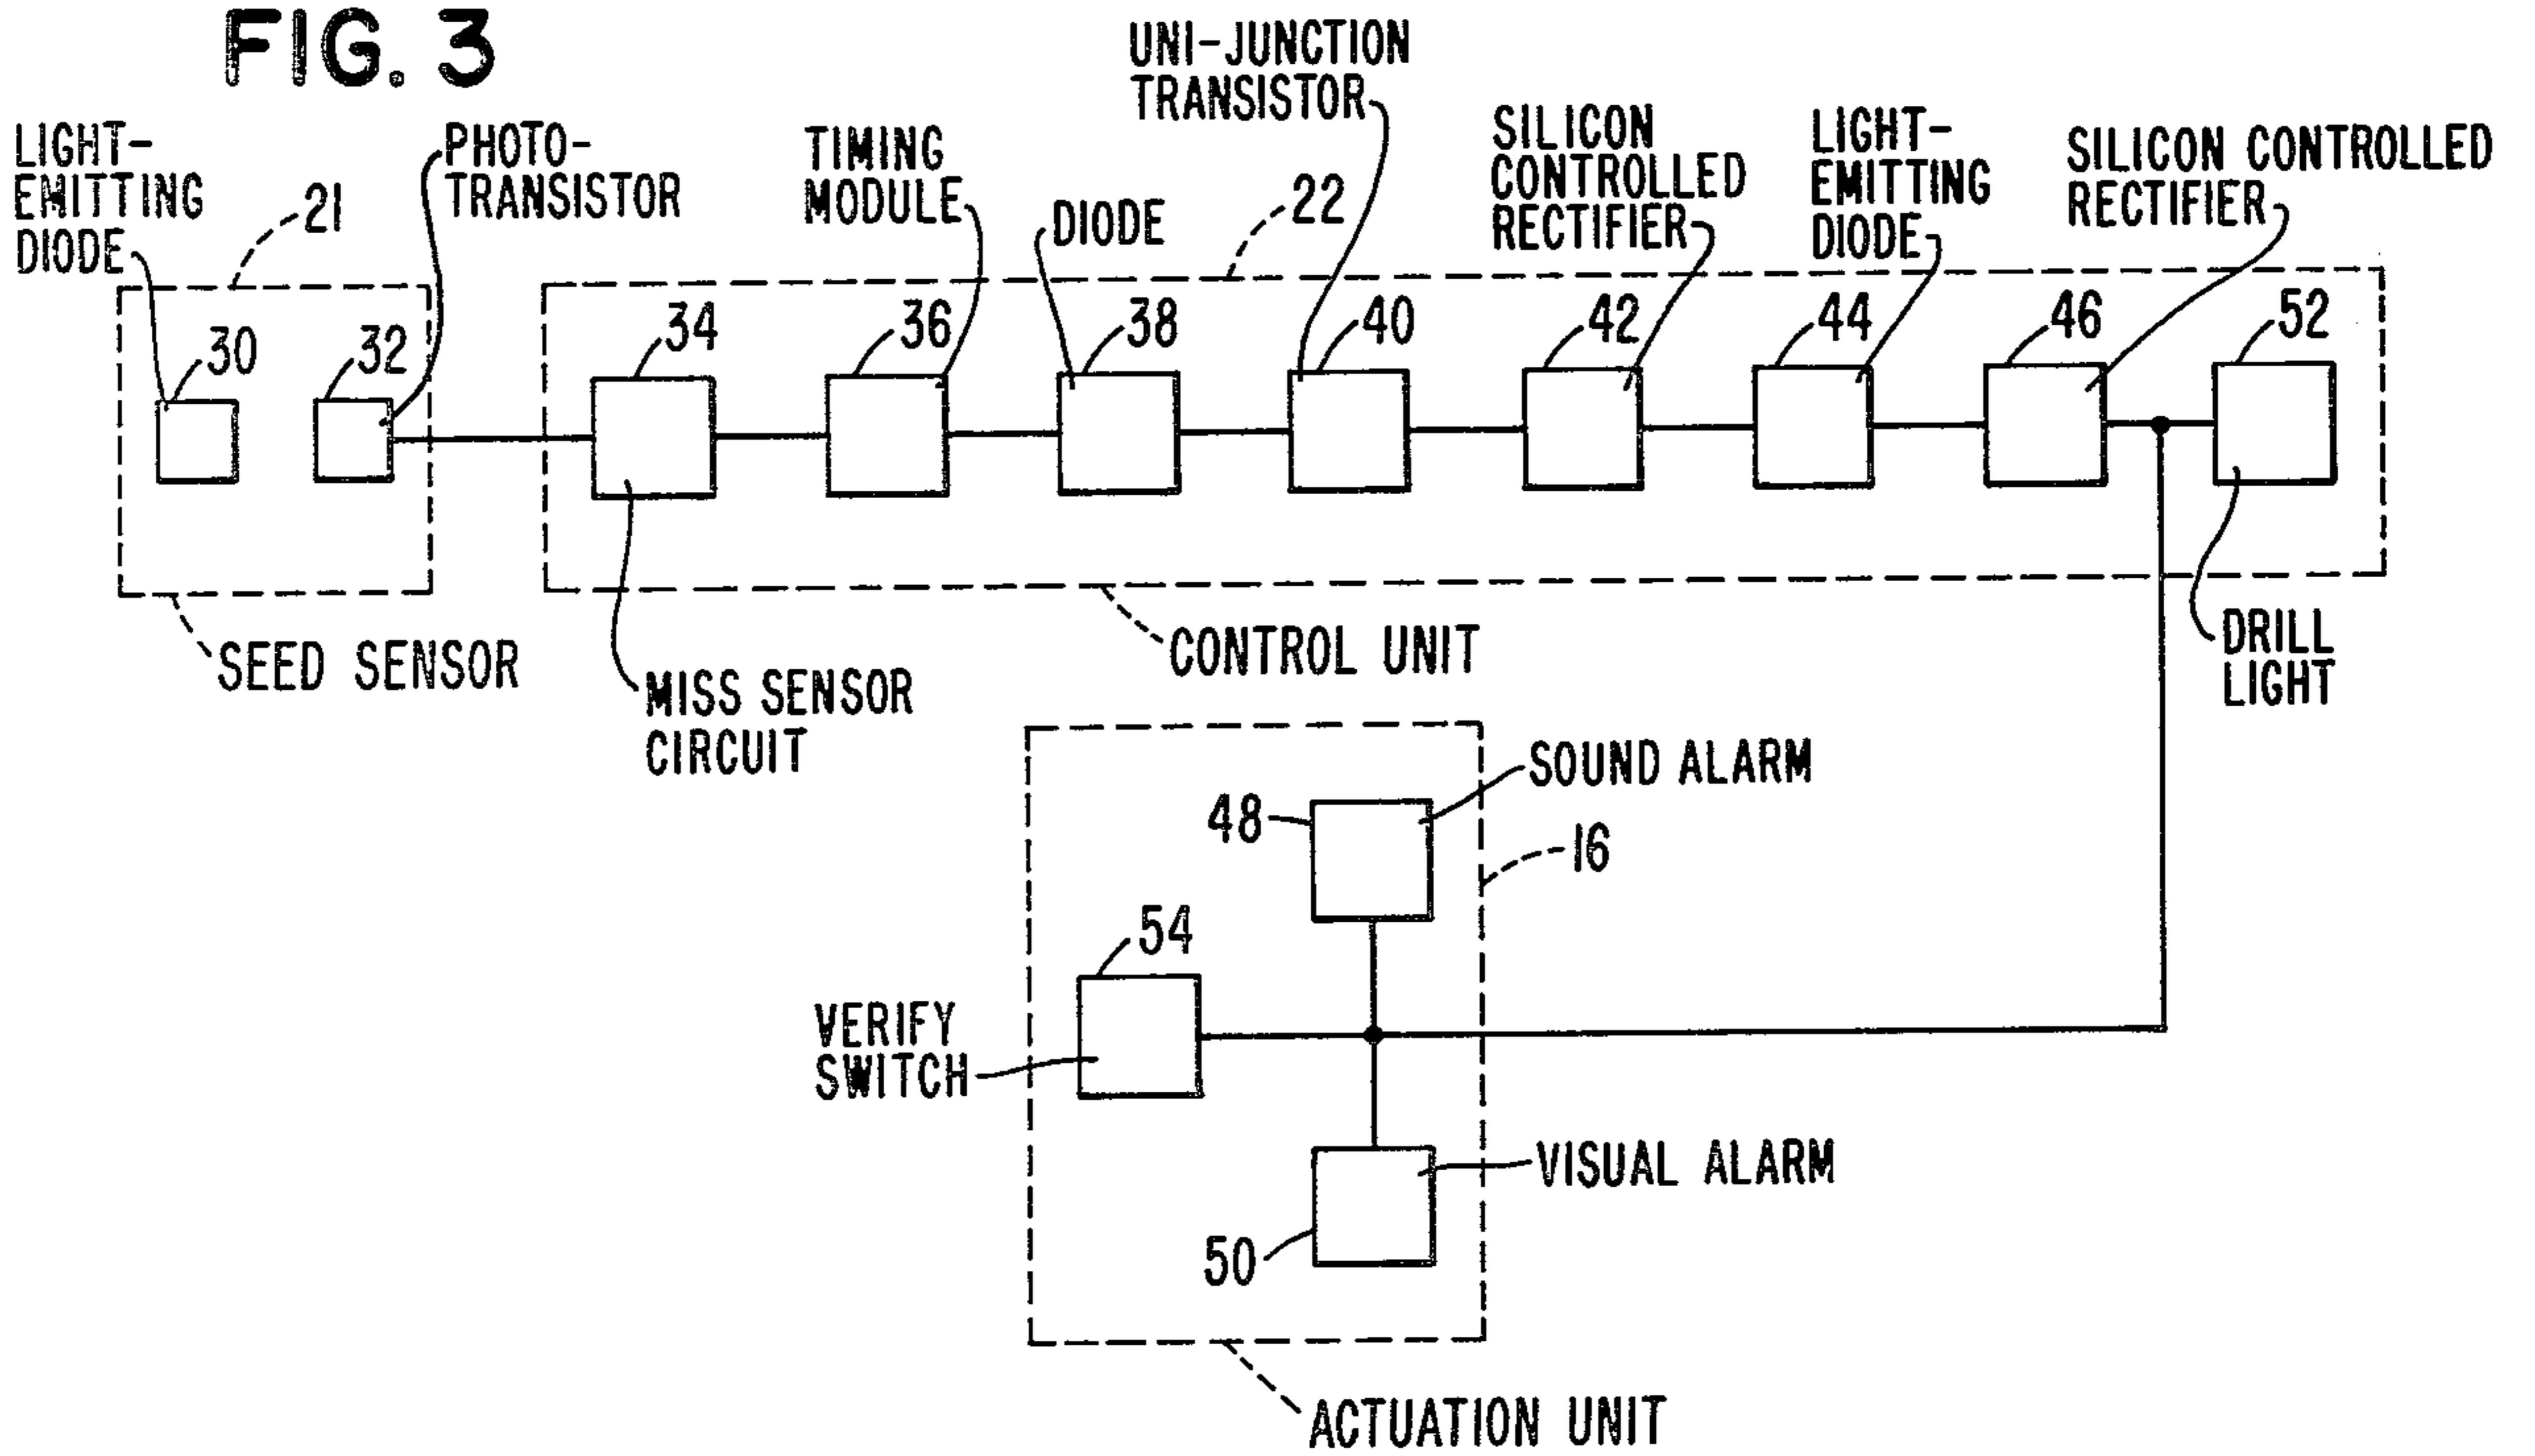 FIG. 3
LIGHT-
EMITTING
DIODE
21
PHOTO-
TRANSISTOR
TIMING
MODULE
DIODE
UNI-JUNCTION
TRANSISTOR
22
SILICON
CONTROLLED
RECTIFIER
LIGHT-
EMITTING
DIODE
SILICON CONTROLLED
RECTIFIER
30
32
34
36
38
40
42
44
46
52
SEED SENSOR
MISS SENSOR
CIRCUIT
CONTROL UNIT
DRILL
LIGHT
SOUND ALARM
48
16
54
VERIFY
SWITCH
VISUAL ALARM
50
ACTUATION UNIT